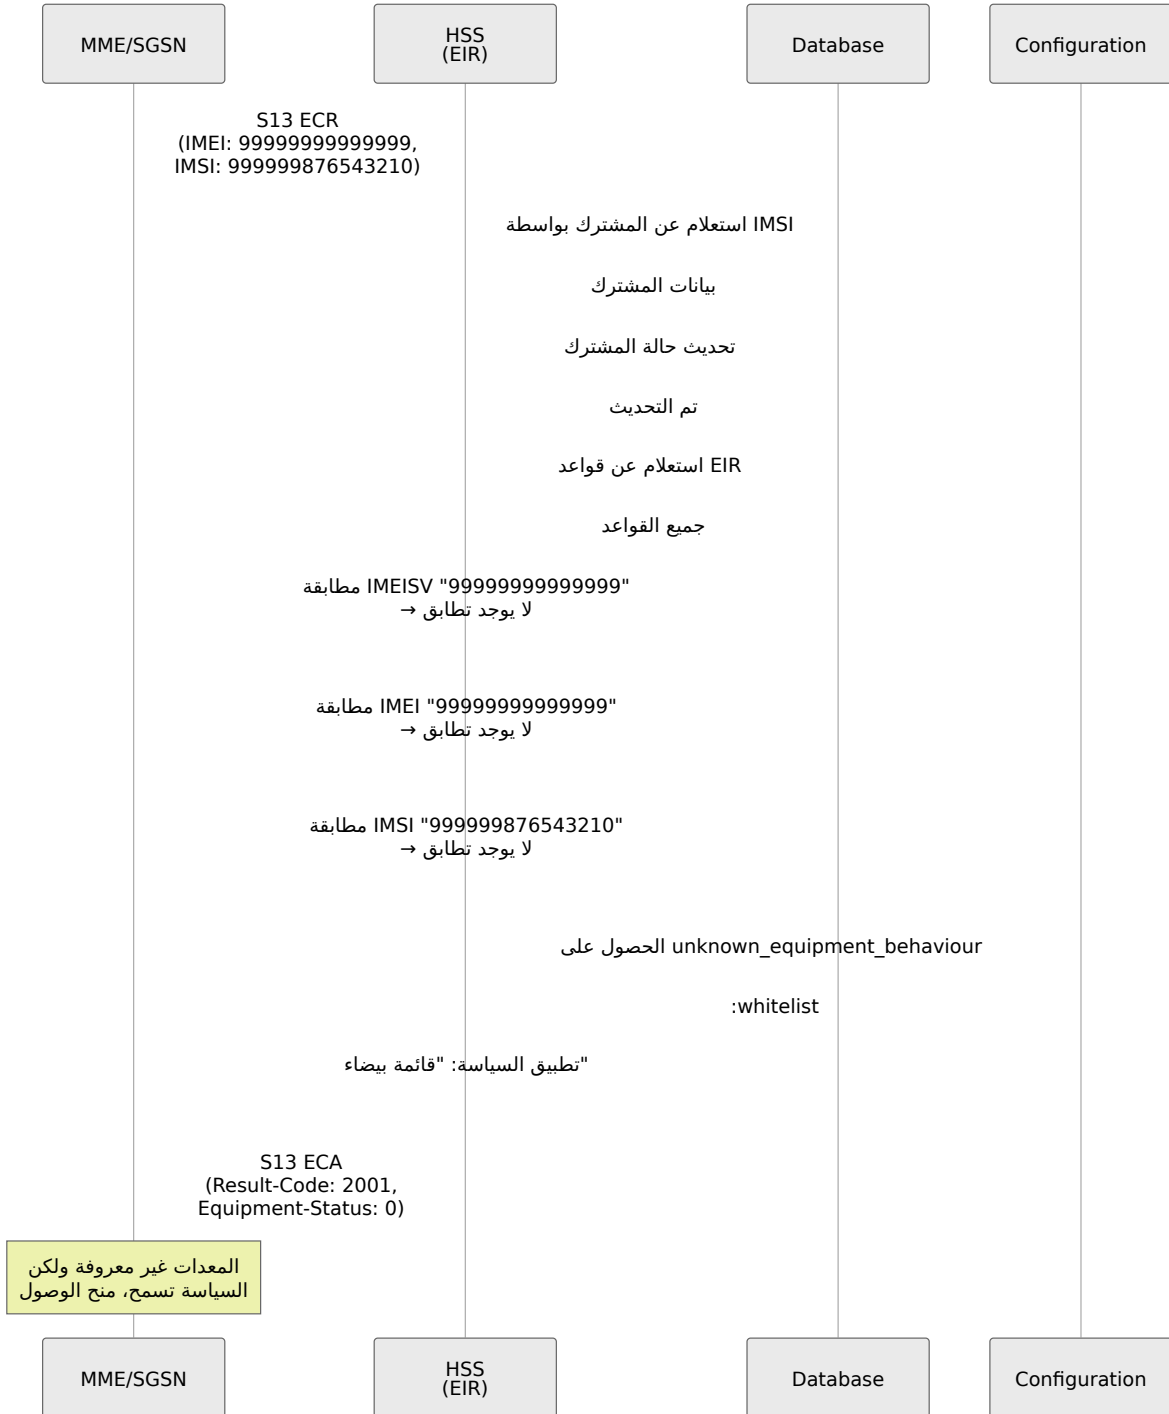 MME/SGSN
HSS
(EIR)
Database
Configuration
S13 ECR
(IMEI: 99999999999999,
IMSI: 999999876543210)
استعلام عن المشترك بواسطة IMSI
بيانات المشترك
تحديث حالة المشترك
تم التحديث
استعلام عن قواعد EIR
جميع القواعد
مطابقة IMEISV "99999999999999"
→ لا يوجد تطابق
مطابقة IMEI "99999999999999"
→ لا يوجد تطابق
مطابقة IMSI "999999876543210"
→ لا يوجد تطابق
الحصول على unknown_equipment_behaviour
:whitelist
تطبيق السياسة: "قائمة بيضاء"
S13 ECA
(Result-Code: 2001,
Equipment-Status: 0)
المعدات غير معروفة ولكن
السياسة تسمح، منح الوصول
MME/SGSN
HSS
(EIR)
Database
Configuration